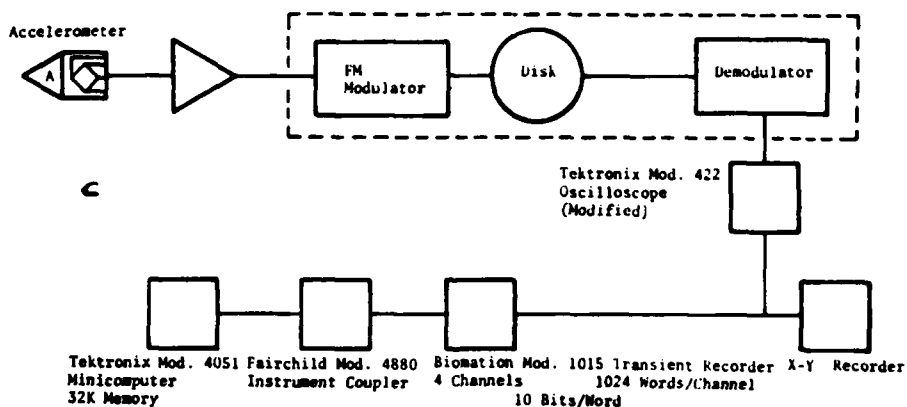 Accelerometer
A
FM
Modulator
Disk
Demodulator
Tektronix Mod. 422
Oscilloscope
(Modified)
C
Tektronix Mod. 4051
Minicomputer
32K Memory
Fairchild Mod. 4880
Instrument Coupler
Biomation Mod. 1015 Transient Recorder
4 Channels
1024 Words/Channel
10 Bits/Word
X-Y Recorder